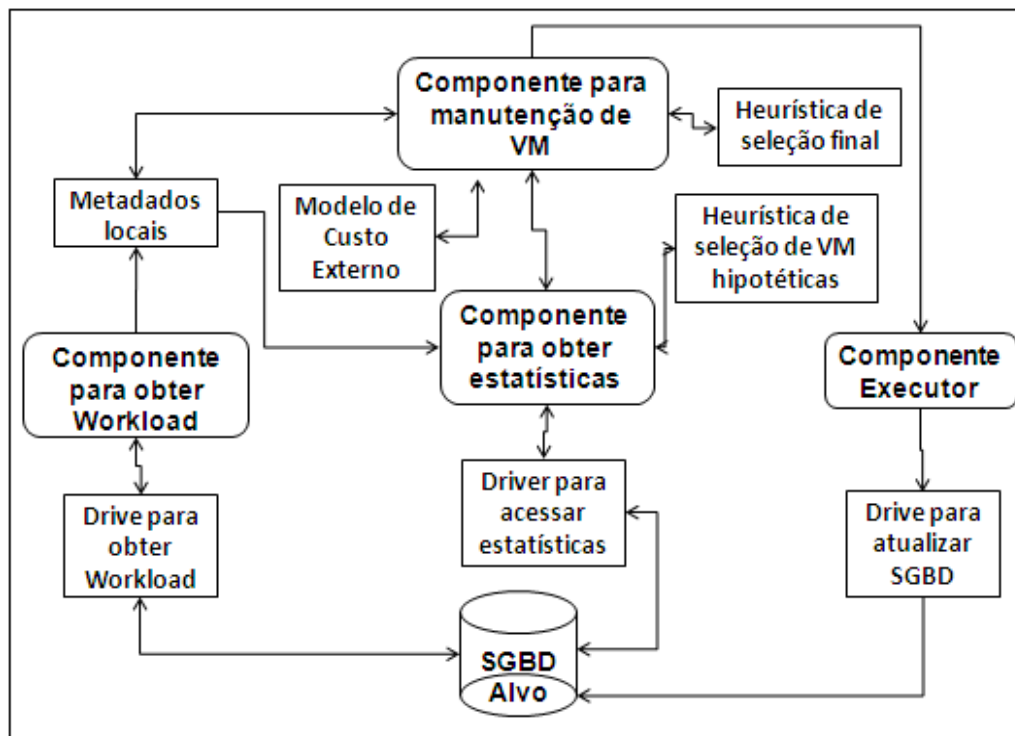 Componente para
manutenção de
VM
Heurística de
seleção final
Metadados
locais
Modelo de
Custo
Externo
Heurística de
seleção de VM
hipotéticas
Componente
para obter
Workload
Componente
para obter
estatísticas
Componente
Executor
Drive para
obter
Workload
Driver para
acessar
estatísticas
Drive para
atualizar
SGBD
SGBD
Alvo